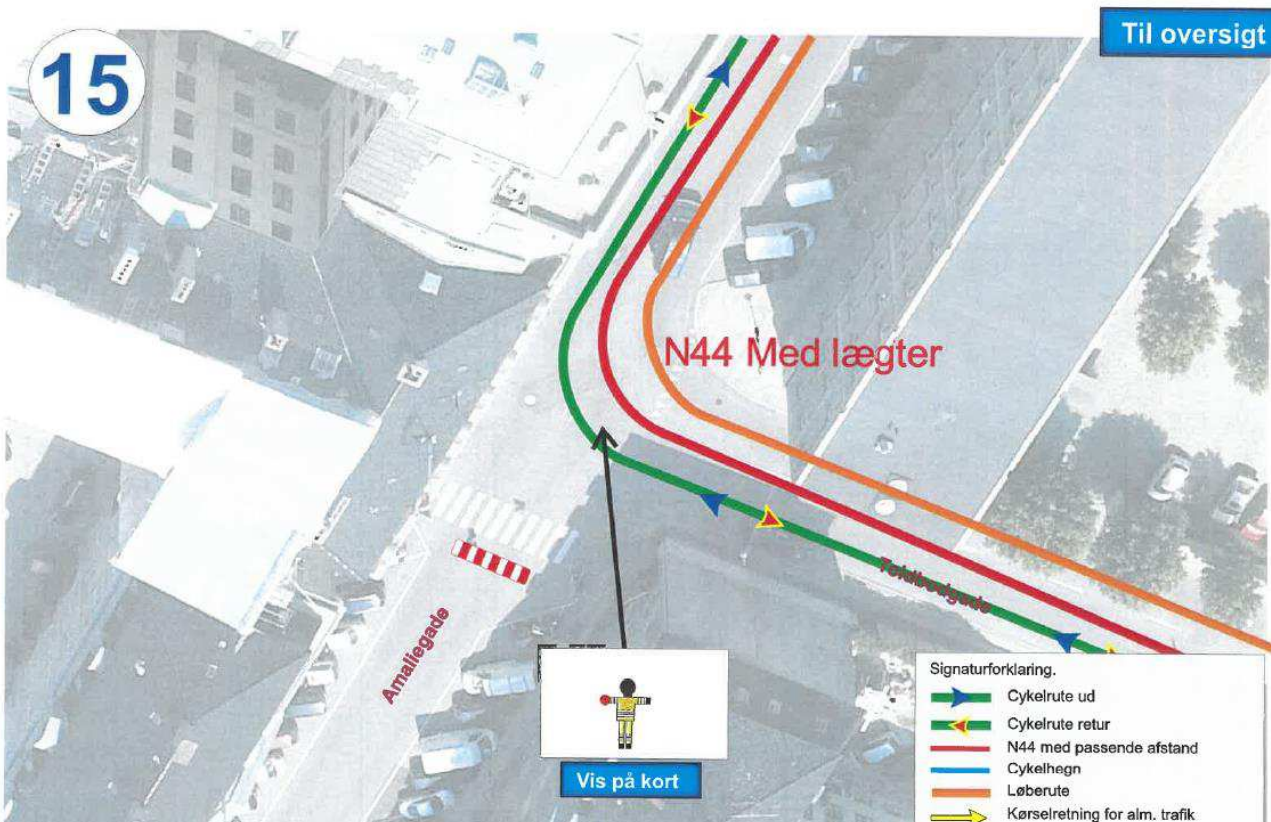 15
Til oversigt
N44 Med lægter
Toldbodgade
Amaliegade
Vis på kort
Signaturforklaring.
Cykelrute ud
Cykelrute retur
N44 med passende afstand
Cykelhegn
Løberute
Kørselretning for alm. trafik